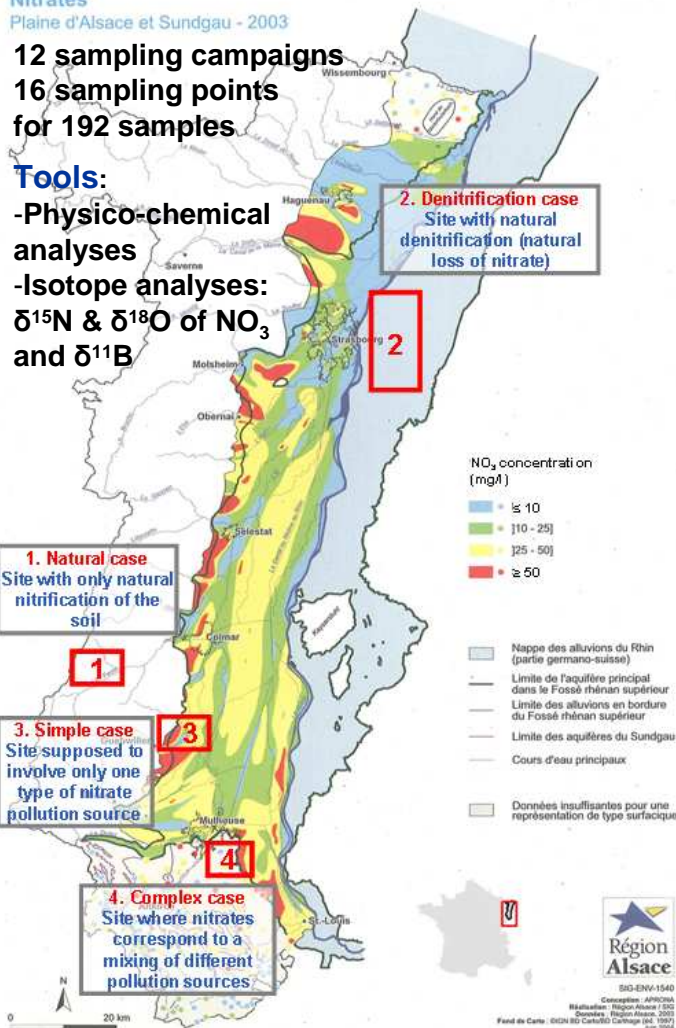 Nitrates
Plaine d'Alsace et Sundgau - 2003
12 sampling campaigns
16 sampling points
for 192 samples
Tools:
-Physico-chemical
analyses
-Isotope analyses:
δ¹⁵N & δ¹⁸O of NO₃
and δ¹¹B
Wissembourg
Haguenau
Saverne
2. Denitrification case
Site with natural
denitrification (natural
loss of nitrate)
Strasbourg
2
Molsheim
Obernai
Sélestat
NO₃ concentration
(mg/l)
≤ 10
]10 - 25]
]25 - 50]
≥ 50
1. Natural case
Site with only natural
nitrification of the
soil
Colmar
1
Nappe des alluvions du Rhin
(partie germano-suisse)
Limite de l'aquifère principal
dans le Fossé rhénan supérieur
Limite des alluvions en bordure
du Fossé rhénan supérieur
Limite des aquifères du Sundgau
Cours d'eau principaux
Données insuffisantes pour une
représentation de type surfacique
3. Simple case
Site supposed to
involve only one
type of nitrate
pollution source
3
Mulhouse
4
4. Complex case
Site where nitrates
correspond to a
mixing of different
pollution sources
St.-Louis
Région
Alsace
SIG-ENV-1540
Conception : APRONA
Réalisation : Région Alsace / SIG
Données : Région Alsace, 2003
N
0 20 km